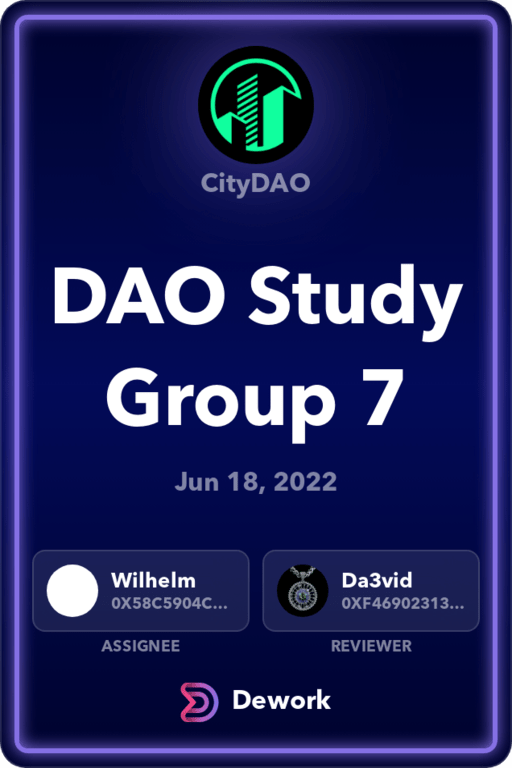 CityDAO
DAO Study
Group 7
Jun 18, 2022
Wilhelm
0X58C5904C...
ASSIGNEE
Da3vid
0XF46902313...
REVIEWER
Dework